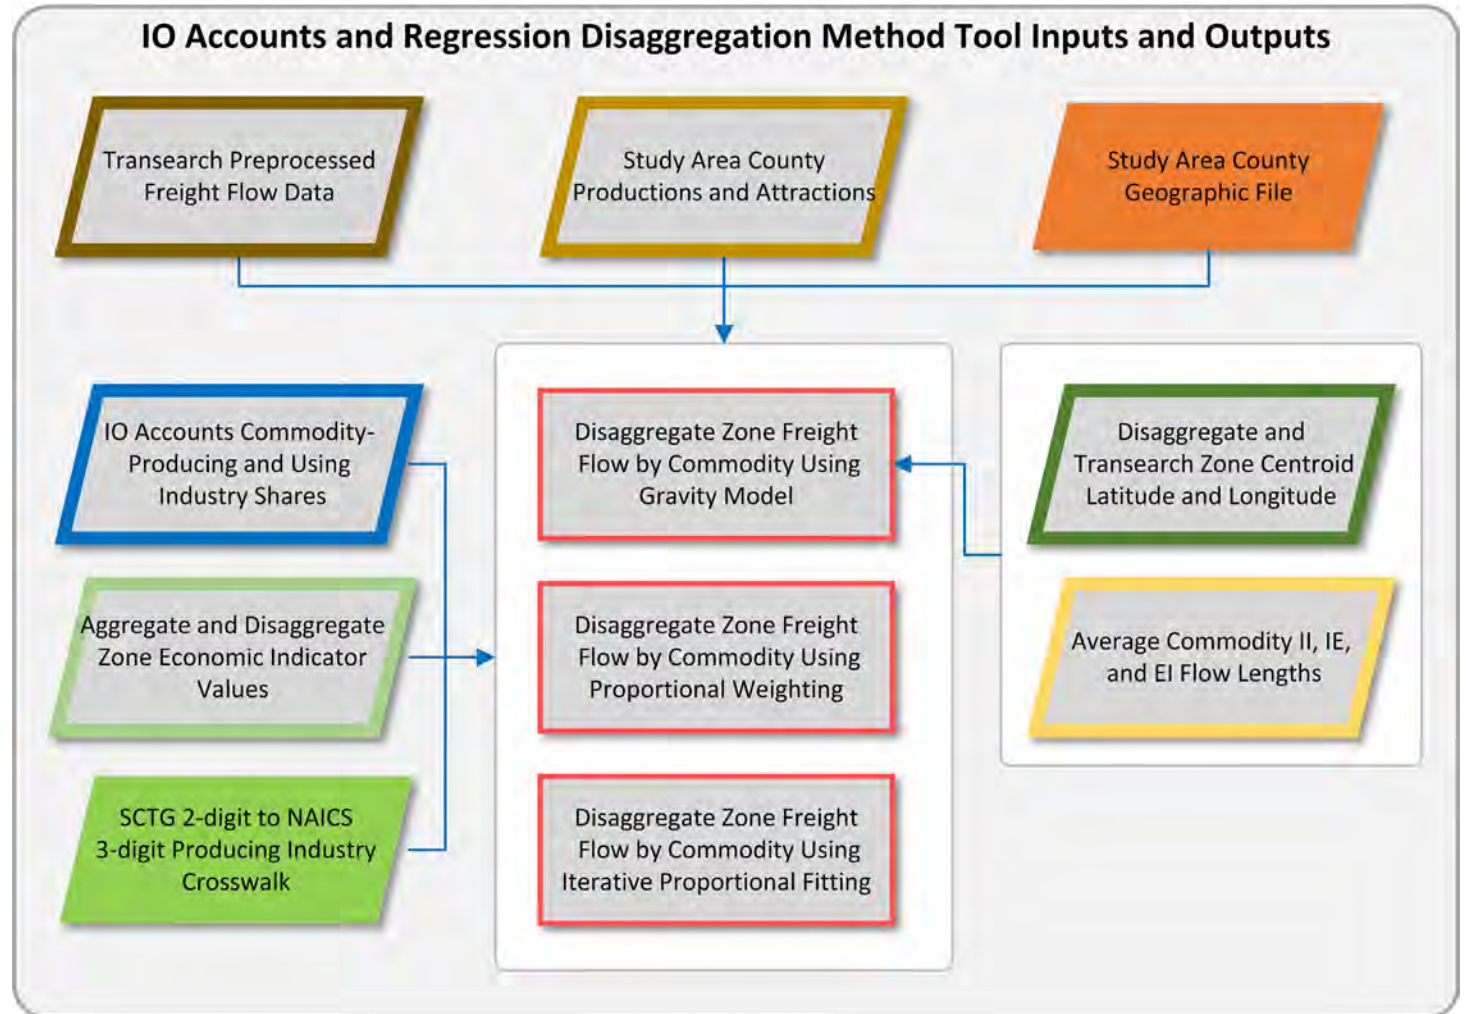 IO Accounts and Regression Disaggregation Method Tool Inputs and Outputs
Transearch Preprocessed
Freight Flow Data
Study Area County
Productions and Attractions
Study Area County
Geographic File
IO Accounts Commodity-
Producing and Using
Industry Shares
Disaggregate Zone Freight
Flow by Commodity Using
Gravity Model
Disaggregate and
Transearch Zone Centroid
Latitude and Longitude
Aggregate and Disaggregate
Zone Economic Indicator
Values
Disaggregate Zone Freight
Flow by Commodity Using
Proportional Weighting
Average Commodity II, IE,
and EI Flow Lengths
SCTG 2-digit to NAICS
3-digit Producing Industry
Crosswalk
Disaggregate Zone Freight
Flow by Commodity Using
Iterative Proportional Fitting